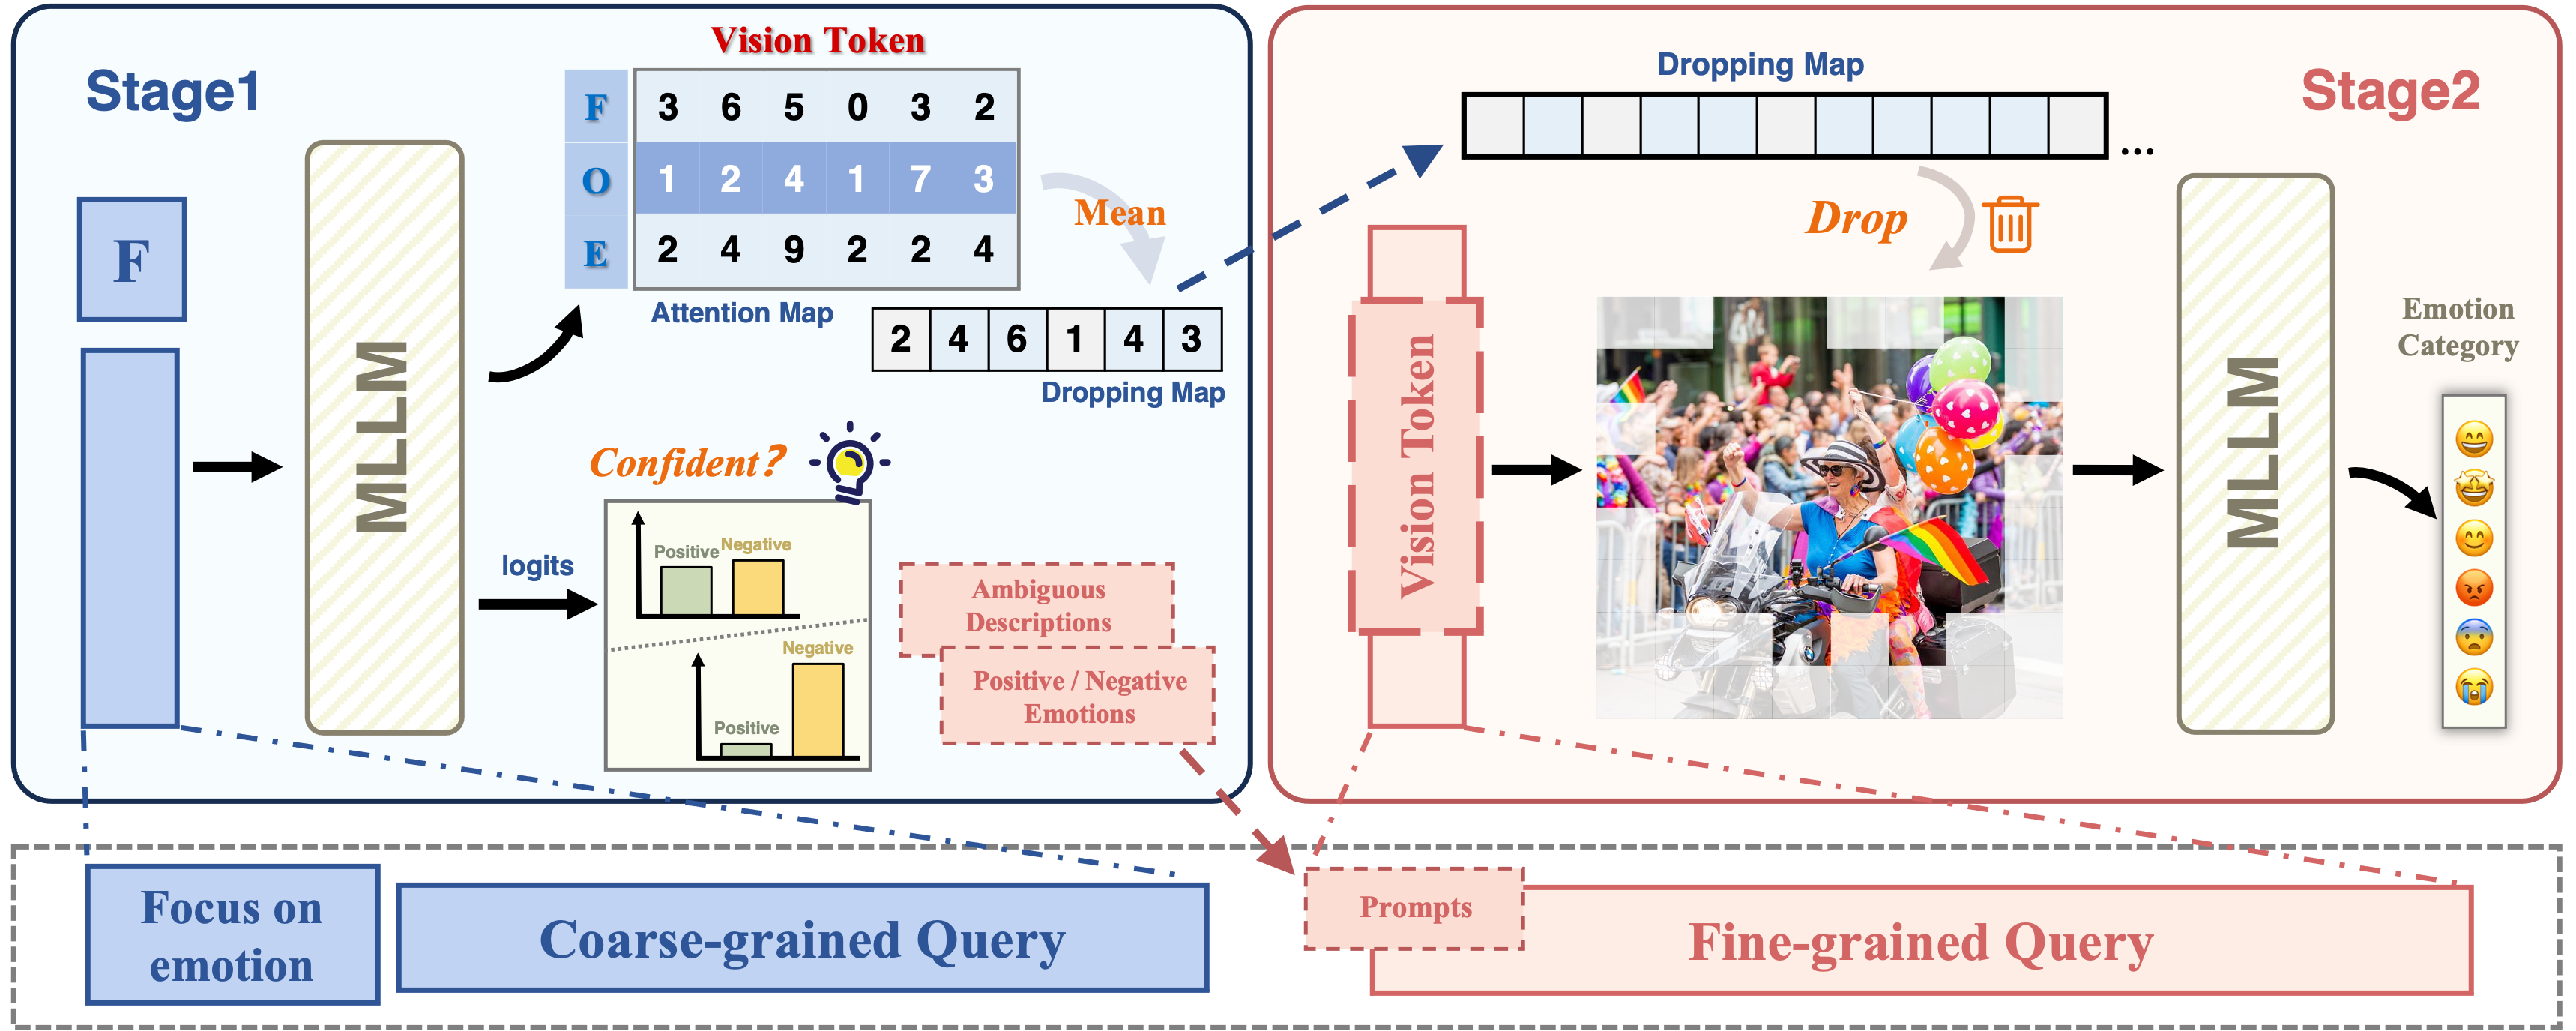 Stage1
F
MLLM
Vision Token
F 3 6 5 0 3 2
O 1 2 4 1 7 3
E 2 4 9 2 2 4
Attention Map
Mean
2 4 6 1 4 3
Dropping Map
Confident?
logits
Positive Negative
Negative
Positive
Ambiguous
Descriptions
Positive / Negative
Emotions
Stage2
Dropping Map
...
Drop
Vision Token
MLLM
Emotion
Category
Focus on
emotion
Coarse-grained Query
Prompts
Fine-grained Query